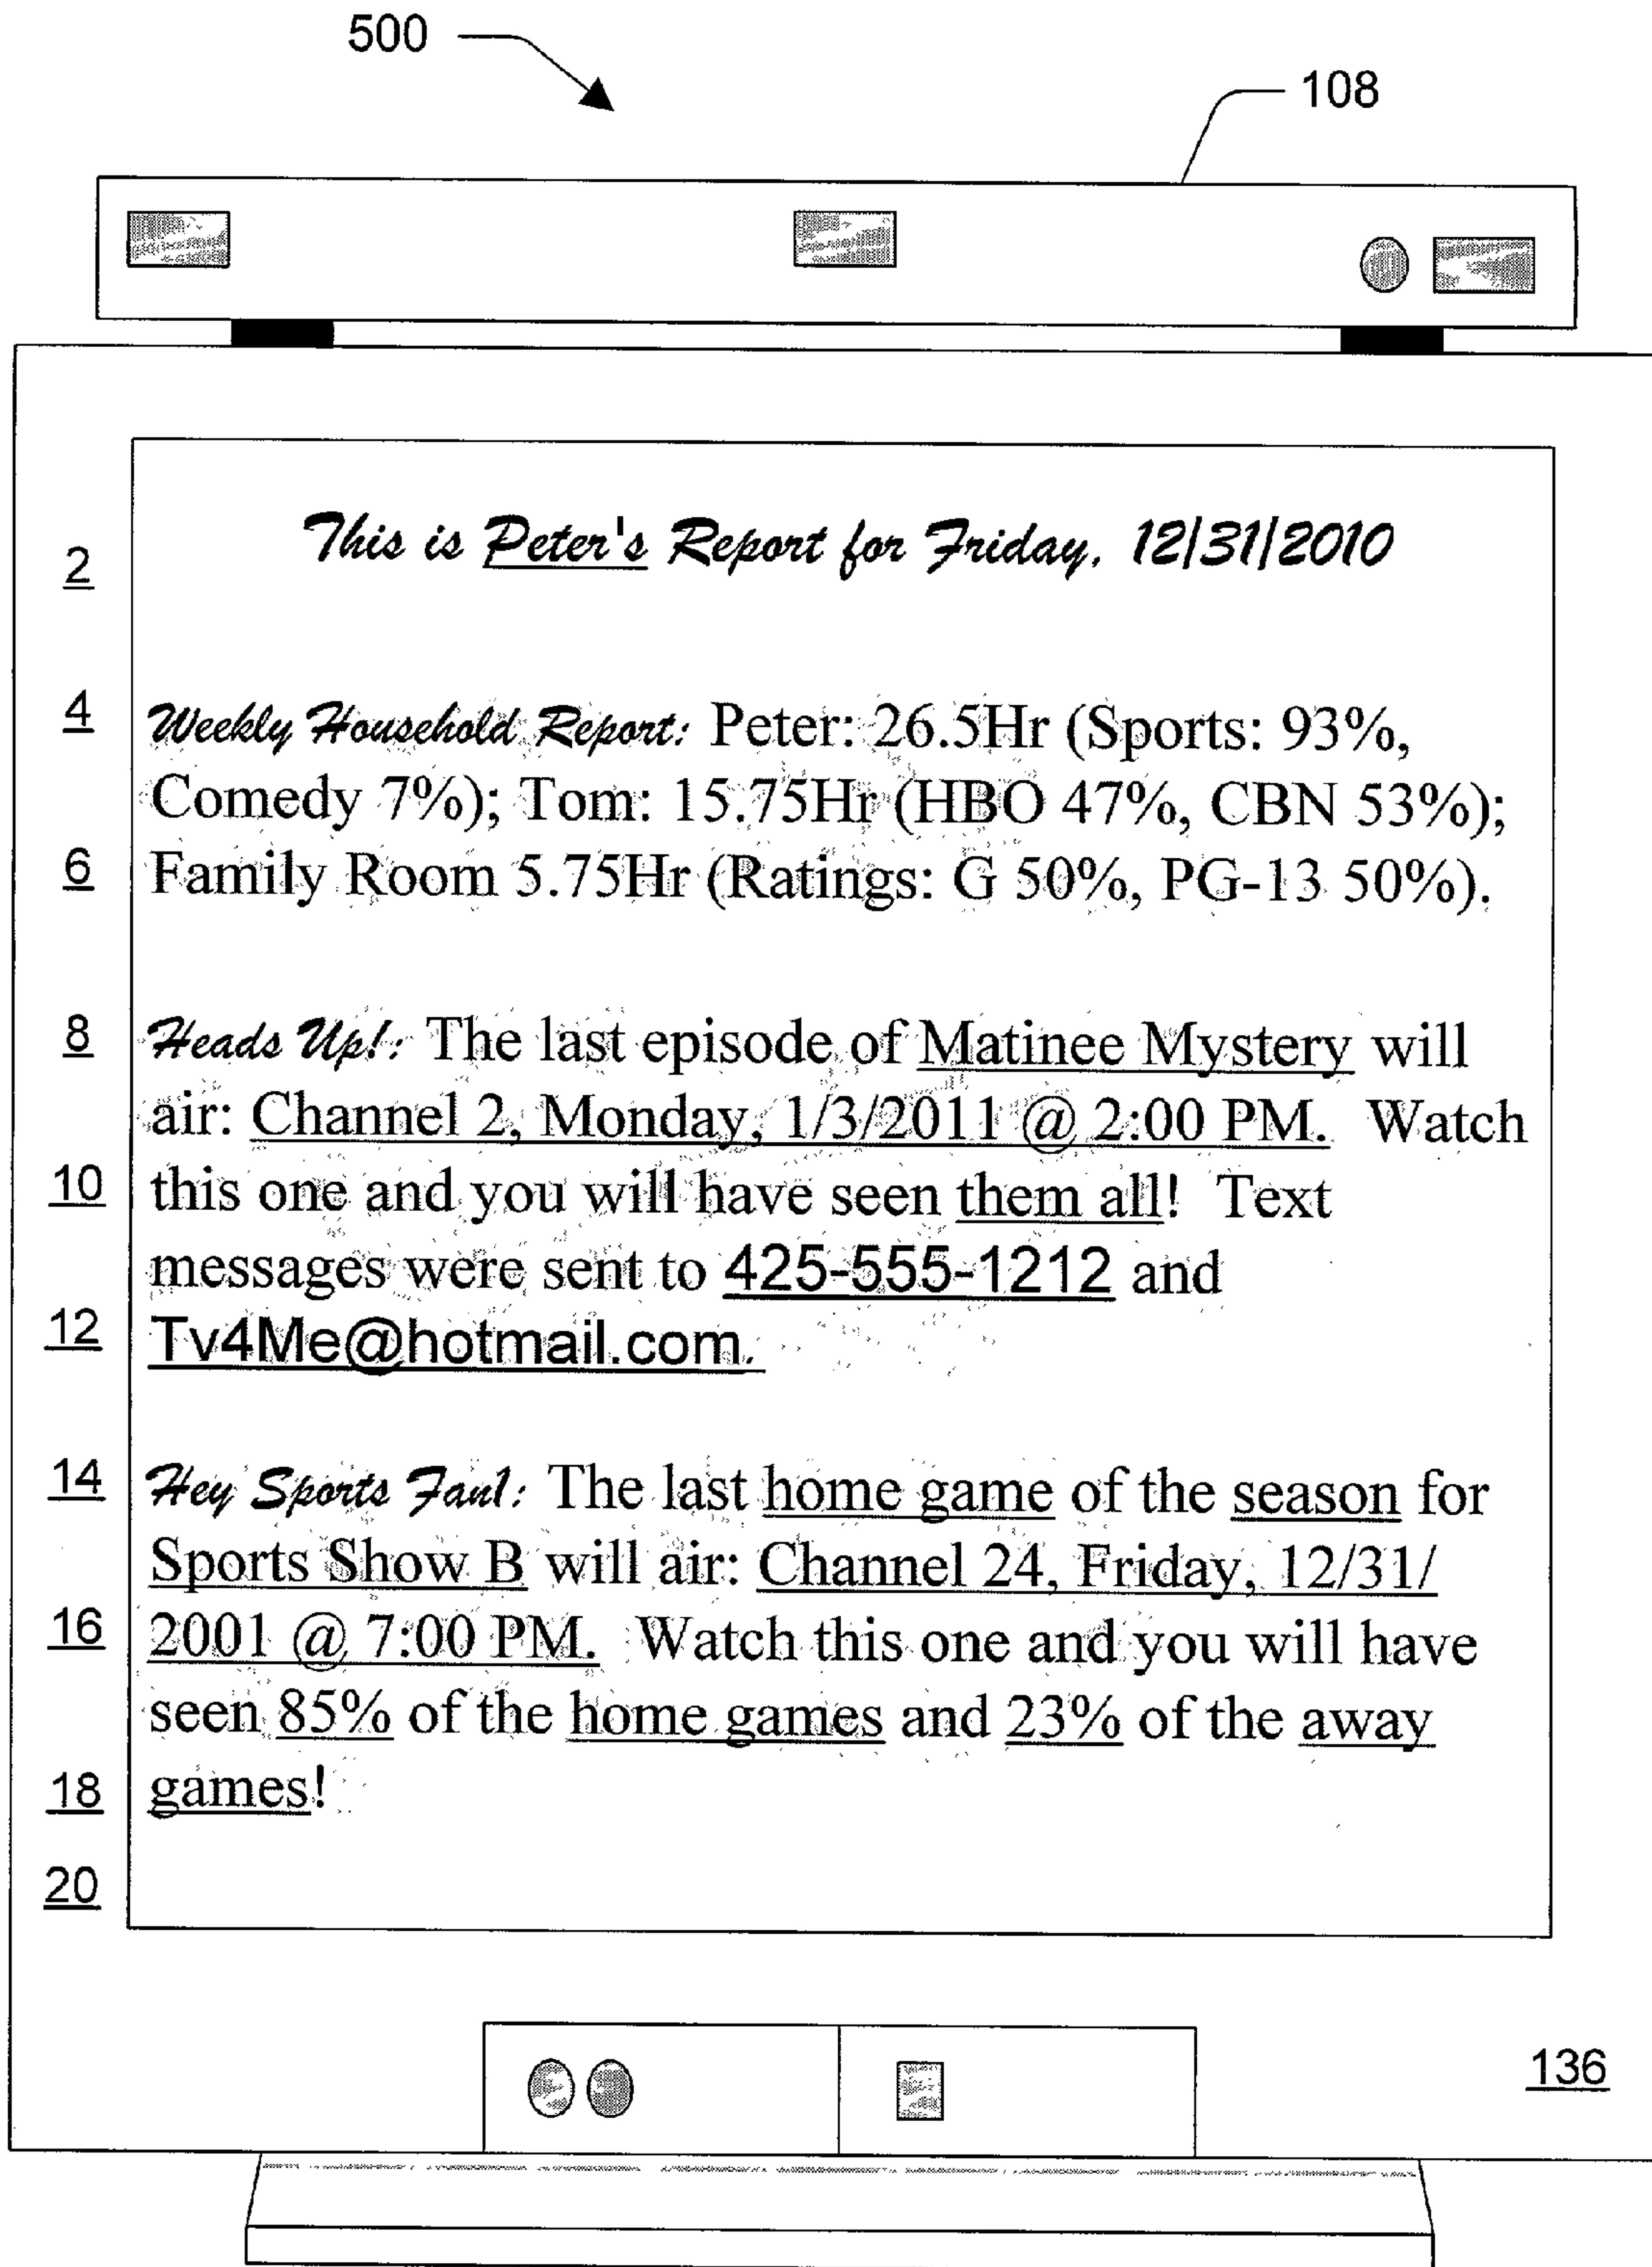 500
108
2 This is Peter's Report for Friday, 12/31/2010
4 Weekly Household Report: Peter: 26.5Hr (Sports: 93%,
Comedy 7%); Tom: 15.75Hr (HBO 47%, CBN 53%);
6 Family Room 5.75Hr (Ratings: G 50%, PG-13 50%).
8 Heads Up!: The last episode of Matinee Mystery will
air: Channel 2, Monday, 1/3/2011 @ 2:00 PM. Watch
10 this one and you will have seen them all! Text
messages were sent to 425-555-1212 and
12 Tv4Me@hotmail.com.
14 Hey Sports Fan!: The last home game of the season for
Sports Show B will air: Channel 24, Friday, 12/31/
16 2001 @ 7:00 PM. Watch this one and you will have
seen 85% of the home games and 23% of the away
18 games!
20
136